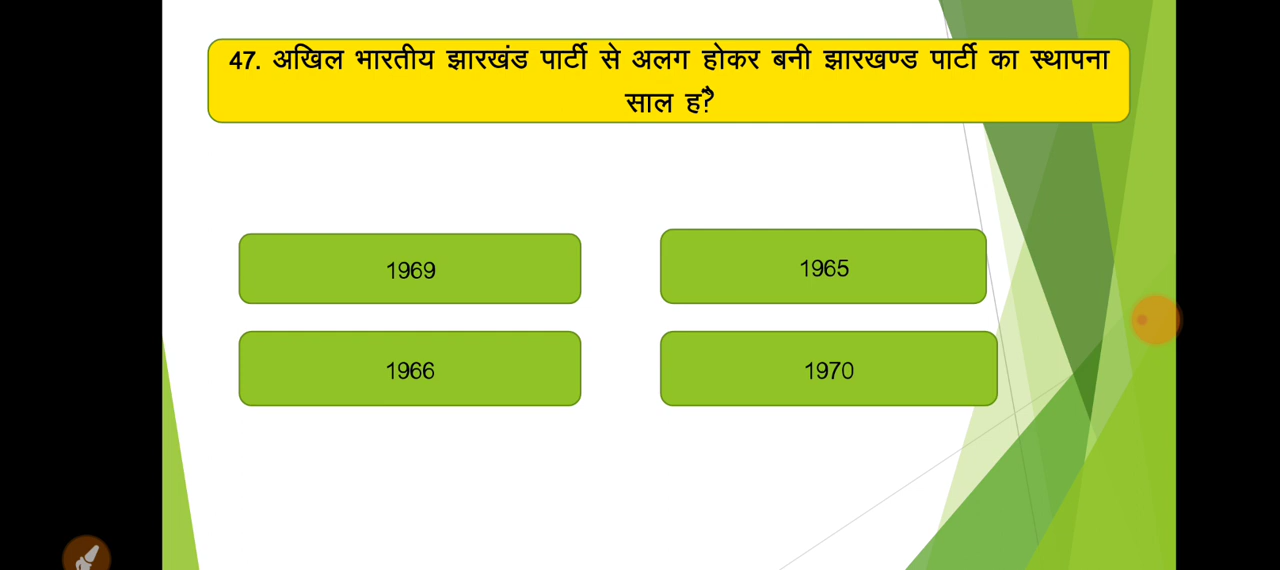 47. अखिल भारतीय झारखंड पार्टी से अलग होकर बनी झारखण्ड पार्टी का स्थापना
साल ह?ै
1969
1965
1966
1970